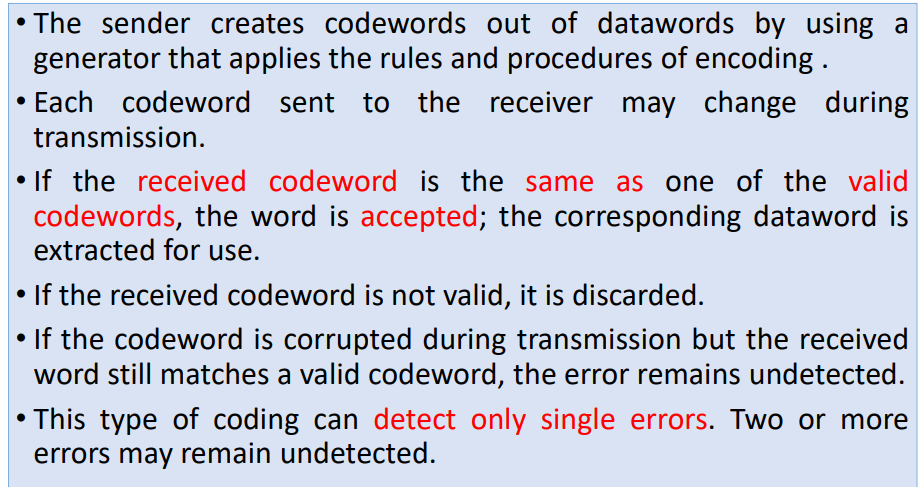 • The sender creates codewords out of datawords by using a
generator that applies the rules and procedures of encoding .
• Each codeword sent to the receiver may change during
transmission.
• If the received codeword is the same as one of the valid
codewords, the word is accepted; the corresponding dataword is
extracted for use.
• If the received codeword is not valid, it is discarded.
• If the codeword is corrupted during transmission but the received
word still matches a valid codeword, the error remains undetected.
• This type of coding can detect only single errors. Two or more
errors may remain undetected.